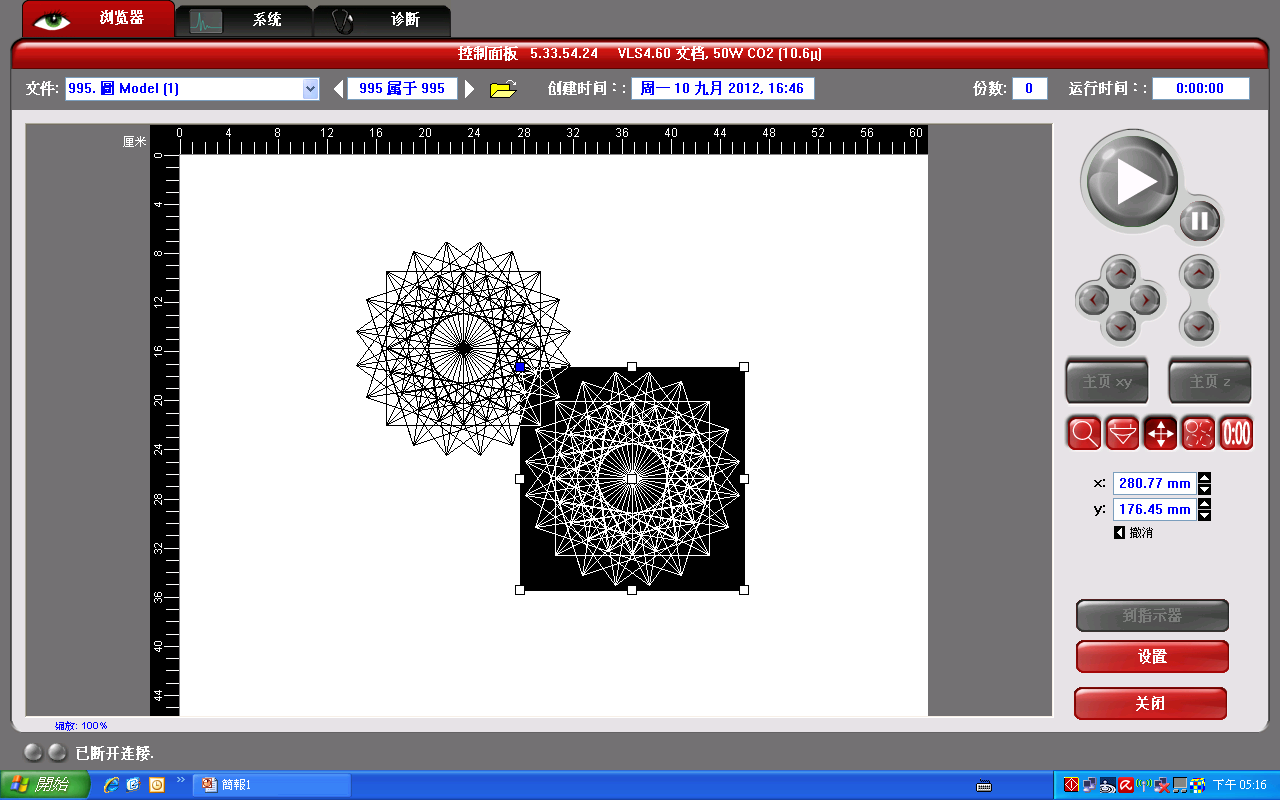 浏览器 系统 诊断
控制面板 5.33.54.24 VLS4.60 文档, 50W CO2 (10.6µ)
文件: 995. 圖 Model (1) 995 属于 995 创建时间：: 周一 10 九月 2012, 16:46 份数: 0 运行时间：: 0:00:00
厘米 0 4 8 12 16 20 24 28 32 36 40 44 48 52 56 60
0
4
8
12
16
20
24
28
32
36
40
44
主页 xy 主页 z
0:00
x: 280.77 mm
y: 176.45 mm
撤消
到指示器
设置
关闭
缩放: 100%
已断开连接.
開始 簡報1 下午 05:16